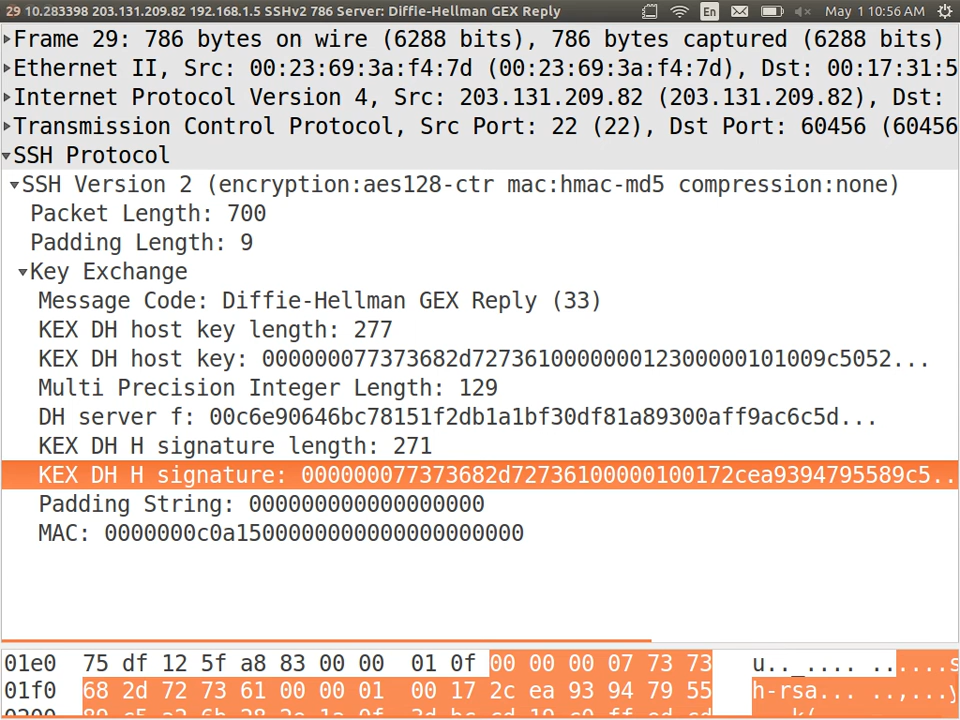 29 10.283398 203.131.209.82 192.168.1.5 SSHv2 786 Server: Diffie-Hellman GEX Reply En May 1 10:56 AM
Frame 29: 786 bytes on wire (6288 bits), 786 bytes captured (6288 bits)
Ethernet II, Src: 00:23:69:3a:f4:7d (00:23:69:3a:f4:7d), Dst: 00:17:31:5
Internet Protocol Version 4, Src: 203.131.209.82 (203.131.209.82), Dst:
Transmission Control Protocol, Src Port: 22 (22), Dst Port: 60456 (60456
SSH Protocol
SSH Version 2 (encryption:aes128-ctr mac:hmac-md5 compression:none)
Packet Length: 700
Padding Length: 9
Key Exchange
Message Code: Diffie-Hellman GEX Reply (33)
KEX DH host key length: 277
KEX DH host key: 000000077373682d727361000000012300000101009c5052...
Multi Precision Integer Length: 129
DH server f: 00c6e90646bc78151f2db1a1bf30df81a89300aff9ac6c5d...
KEX DH H signature length: 271
KEX DH H signature: 000000077373682d72736100000100172cea9394795589c5..
Padding String: 000000000000000000
MAC: 0000000c0a1500000000000000000000
01e0 75 df 12 5f a8 83 00 00 01 0f 00 00 00 07 73 73 u.._.... ......s
01f0 68 2d 72 73 61 00 00 01 00 17 2c ea 93 94 79 55 h-rsa... ..,...y